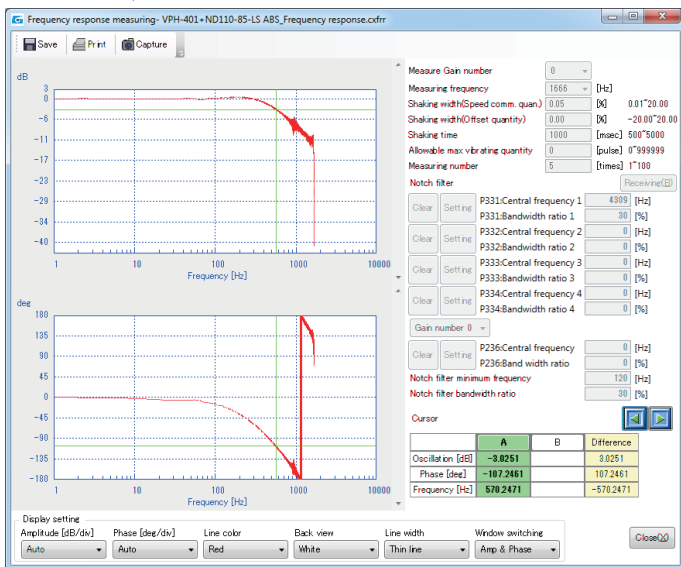 Frequency response measuring- VPH-401+ND110-85-LS ABS_Frequency response.cxfrr
Save Print Capture
dB
3
0
-6
-11
-17
-23
-29
-34
-40
1 10 100 1000 10000
Frequency [Hz]
deg
180
135
90
45
0
-45
-90
-135
-180
1 10 100 1000 10000
Frequency [Hz]
Measure Gain number 0
Measuring frequency 1666 [Hz]
Shaking width(Speed comm. quan.) 0.05 [%] 0.01~20.00
Shaking width(Offset quantity) 0.00 [%] -20.00~20.00
Shaking time 1000 [msec] 500~5000
Allowable max vibrating quantity 0 [pulse] 0~999999
Measuring number 5 [times] 1~100
Notch filter Receiving(R)
Clear Setting P331:Central frequency 1 4309 [Hz]
P331:Bandwidth ratio 1 30 [%]
Clear Setting P332:Central frequency 2 0 [Hz]
P332:Bandwidth ratio 2 0 [%]
Clear Setting P333:Central frequency 3 0 [Hz]
P333:Bandwidth ratio 3 0 [%]
Clear Setting P334:Central frequency 4 0 [Hz]
P334:Bandwidth ratio 4 0 [%]
Gain number 0
Clear Setting P236:Central frequency 0 [Hz]
P236:Band width ratio 0 [%]
Notch filter minimum frequency 120 [Hz]
Notch filter bandwidth ratio 30 [%]
Cursor
A B Difference
Oscillation [dB] -3.0251 3.0251
Phase [deg] -107.2461 107.2461
Frequency [Hz] 570.2471 -570.2471
Display setting
Amplitude [dB/div] Phase [deg/div] Line color Back view Line width Window switching
Auto Auto Red White Thin line Amp & Phase
Close(X)